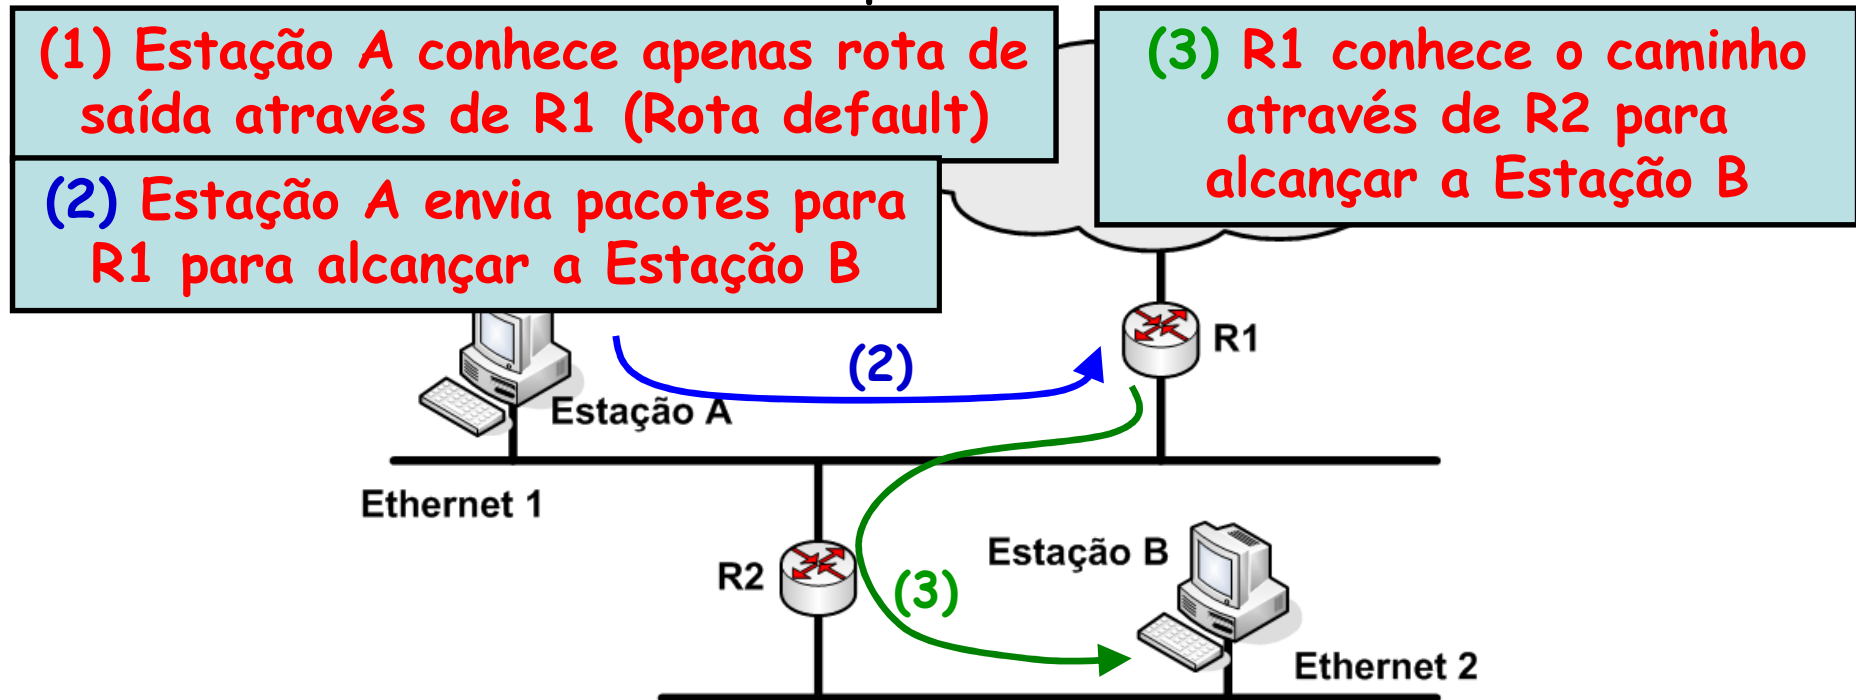 (1) Estação A conhece apenas rota de
saída através de R1 (Rota default)
(3) R1 conhece o caminho
através de R2 para
alcançar a Estação B
(2) Estação A envia pacotes para
R1 para alcançar a Estação B
R1
(2)
Estação A
Ethernet 1
Estação B
R2
(3)
Ethernet 2